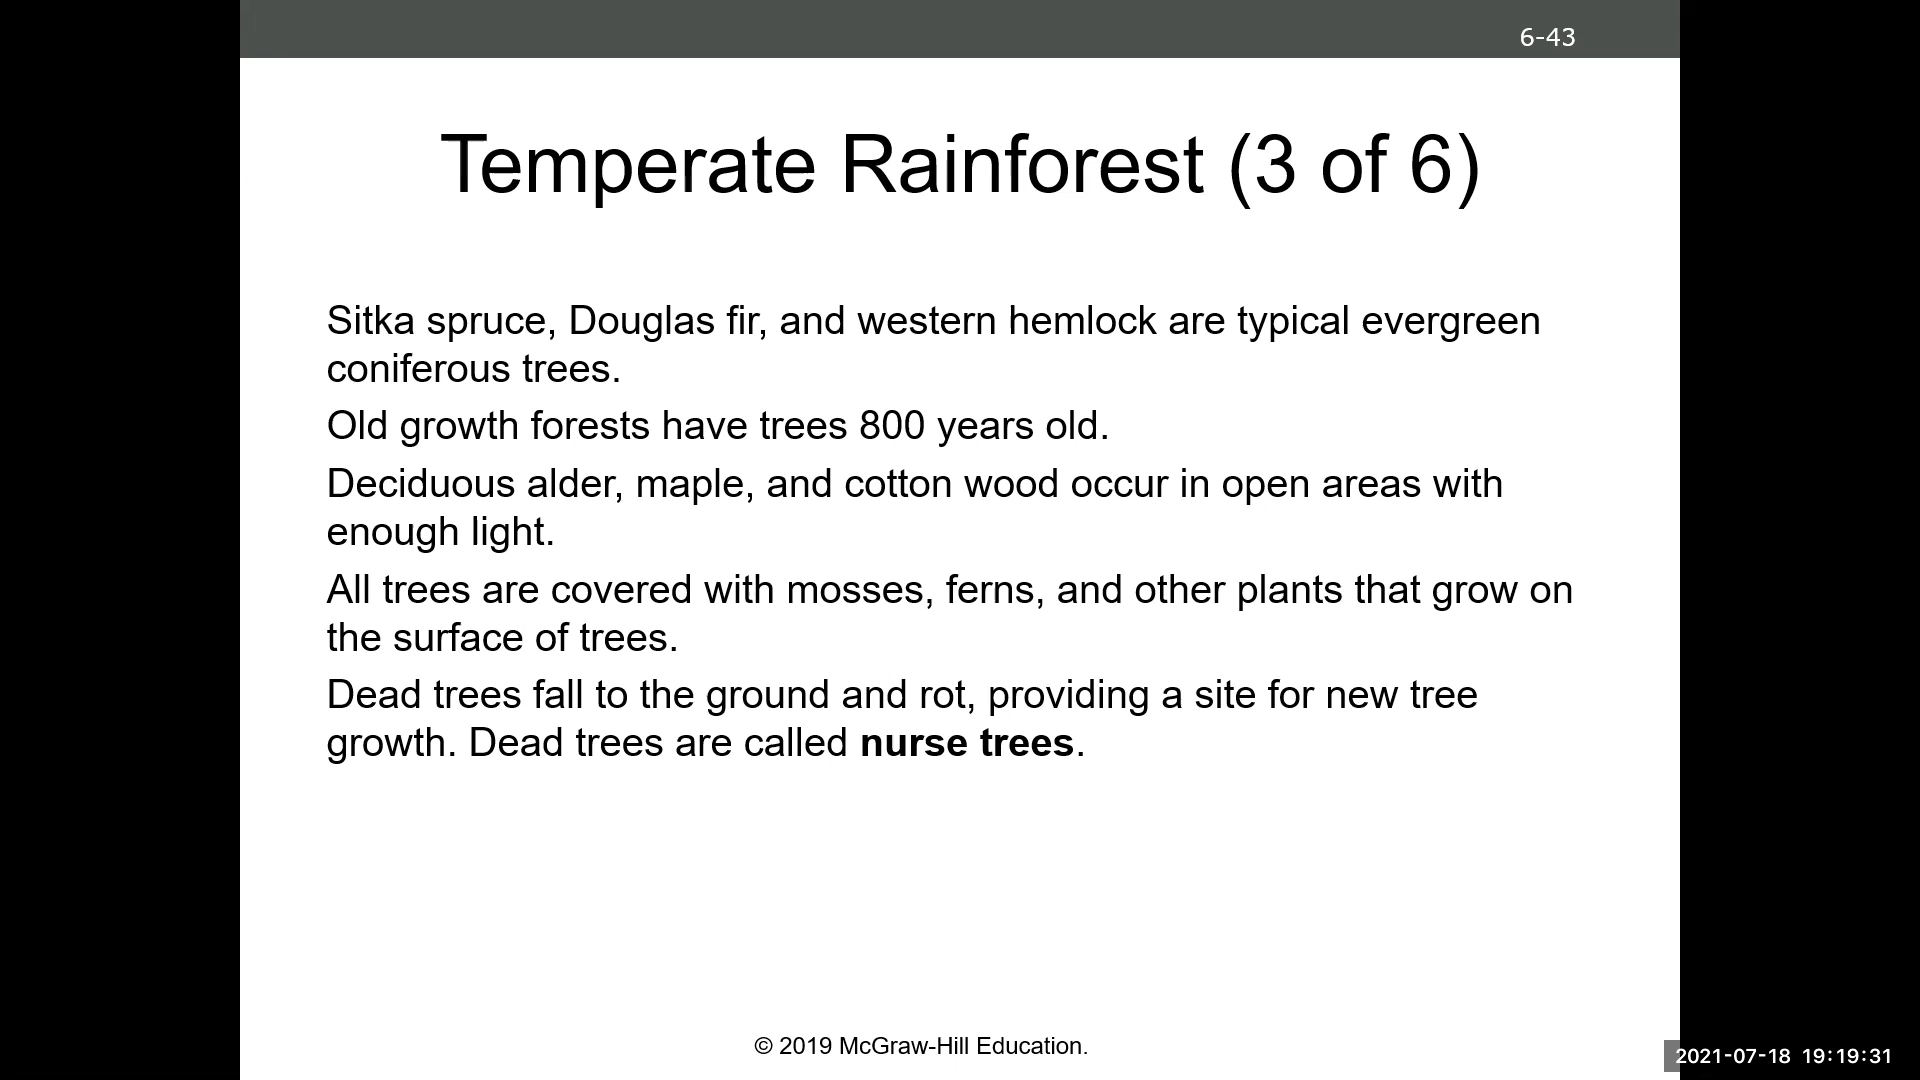 6-43
Temperate Rainforest (3 of 6)
Sitka spruce, Douglas fir, and western hemlock are typical evergreen
coniferous trees.
Old growth forests have trees 800 years old.
Deciduous alder, maple, and cotton wood occur in open areas with
enough light.
All trees are covered with mosses, ferns, and other plants that grow on
the surface of trees.
Dead trees fall to the ground and rot, providing a site for new tree
growth. Dead trees are called nurse trees.
© 2019 McGraw-Hill Education.
2021-07-18 19:19:31